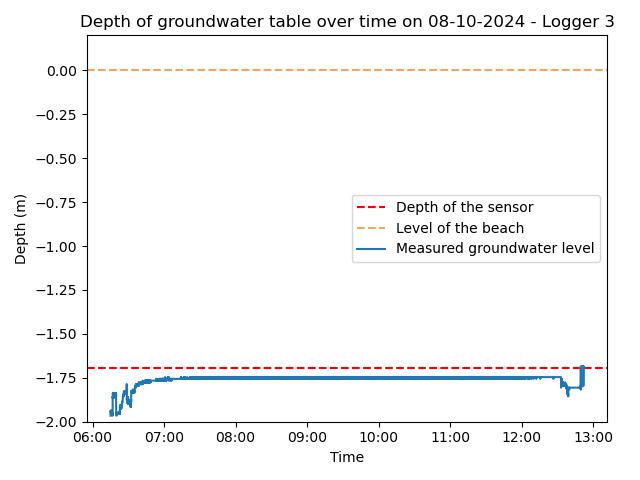 Depth of groundwater table over time on 08-10-2024 - Logger 3
0.00
−0.25
−0.50
−0.75
−1.00
−1.25
−1.50
−1.75
−2.00
Depth (m)
Depth of the sensor
Level of the beach
Measured groundwater level
06:00 07:00 08:00 09:00 10:00 11:00 12:00 13:00
Time